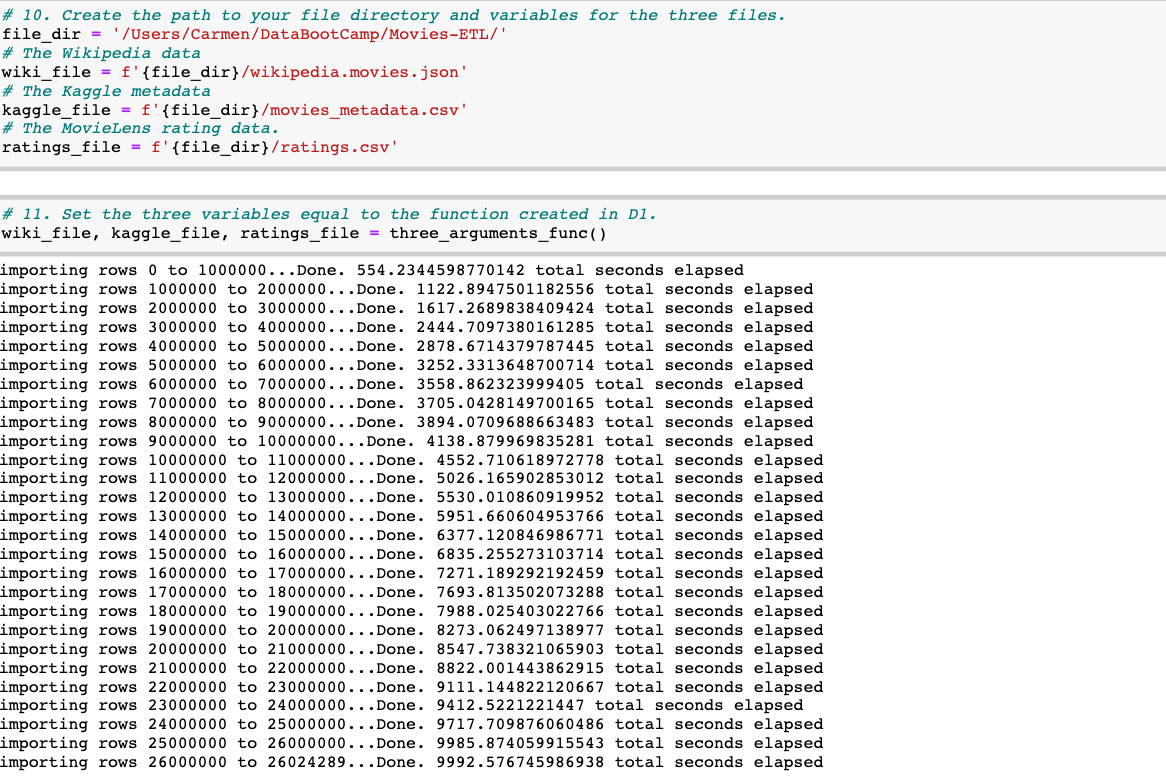 # 10. Create the path to your file directory and variables for the three files.
file_dir = '/Users/Carmen/DataBootCamp/Movies-ETL/'
# The Wikipedia data
wiki_file = f'{file_dir}/wikipedia.movies.json'
# The Kaggle metadata
kaggle_file = f'{file_dir}/movies_metadata.csv'
# The MovieLens rating data.
ratings_file = f'{file_dir}/ratings.csv'
# 11. Set the three variables equal to the function created in D1.
wiki_file, kaggle_file, ratings_file = three_arguments_func()
importing rows 0 to 1000000...Done. 554.2344598770142 total seconds elapsed
importing rows 1000000 to 2000000...Done. 1122.8947501182556 total seconds elapsed
importing rows 2000000 to 3000000...Done. 1617.2689838409424 total seconds elapsed
importing rows 3000000 to 4000000...Done. 2444.7097380161285 total seconds elapsed
importing rows 4000000 to 5000000...Done. 2878.6714379787445 total seconds elapsed
importing rows 5000000 to 6000000...Done. 3252.3313648700714 total seconds elapsed
importing rows 6000000 to 7000000...Done. 3558.862323999405 total seconds elapsed
importing rows 7000000 to 8000000...Done. 3705.0428149700165 total seconds elapsed
importing rows 8000000 to 9000000...Done. 3894.0709688663483 total seconds elapsed
importing rows 9000000 to 10000000...Done. 4138.879969835281 total seconds elapsed
importing rows 10000000 to 11000000...Done. 4552.710618972778 total seconds elapsed
importing rows 11000000 to 12000000...Done. 5026.165902853012 total seconds elapsed
importing rows 12000000 to 13000000...Done. 5530.010860919952 total seconds elapsed
importing rows 13000000 to 14000000...Done. 5951.660604953766 total seconds elapsed
importing rows 14000000 to 15000000...Done. 6377.120846986771 total seconds elapsed
importing rows 15000000 to 16000000...Done. 6835.255273103714 total seconds elapsed
importing rows 16000000 to 17000000...Done. 7271.189292192459 total seconds elapsed
importing rows 17000000 to 18000000...Done. 7693.813502073288 total seconds elapsed
importing rows 18000000 to 19000000...Done. 7988.025403022766 total seconds elapsed
importing rows 19000000 to 20000000...Done. 8273.062497138977 total seconds elapsed
importing rows 20000000 to 21000000...Done. 8547.738321065903 total seconds elapsed
importing rows 21000000 to 22000000...Done. 8822.001443862915 total seconds elapsed
importing rows 22000000 to 23000000...Done. 9111.144822120667 total seconds elapsed
importing rows 23000000 to 24000000...Done. 9412.5221221447 total seconds elapsed
importing rows 24000000 to 25000000...Done. 9717.709876060486 total seconds elapsed
importing rows 25000000 to 26000000...Done. 9985.874059915543 total seconds elapsed
importing rows 26000000 to 26024289...Done. 9992.576745986938 total seconds elapsed